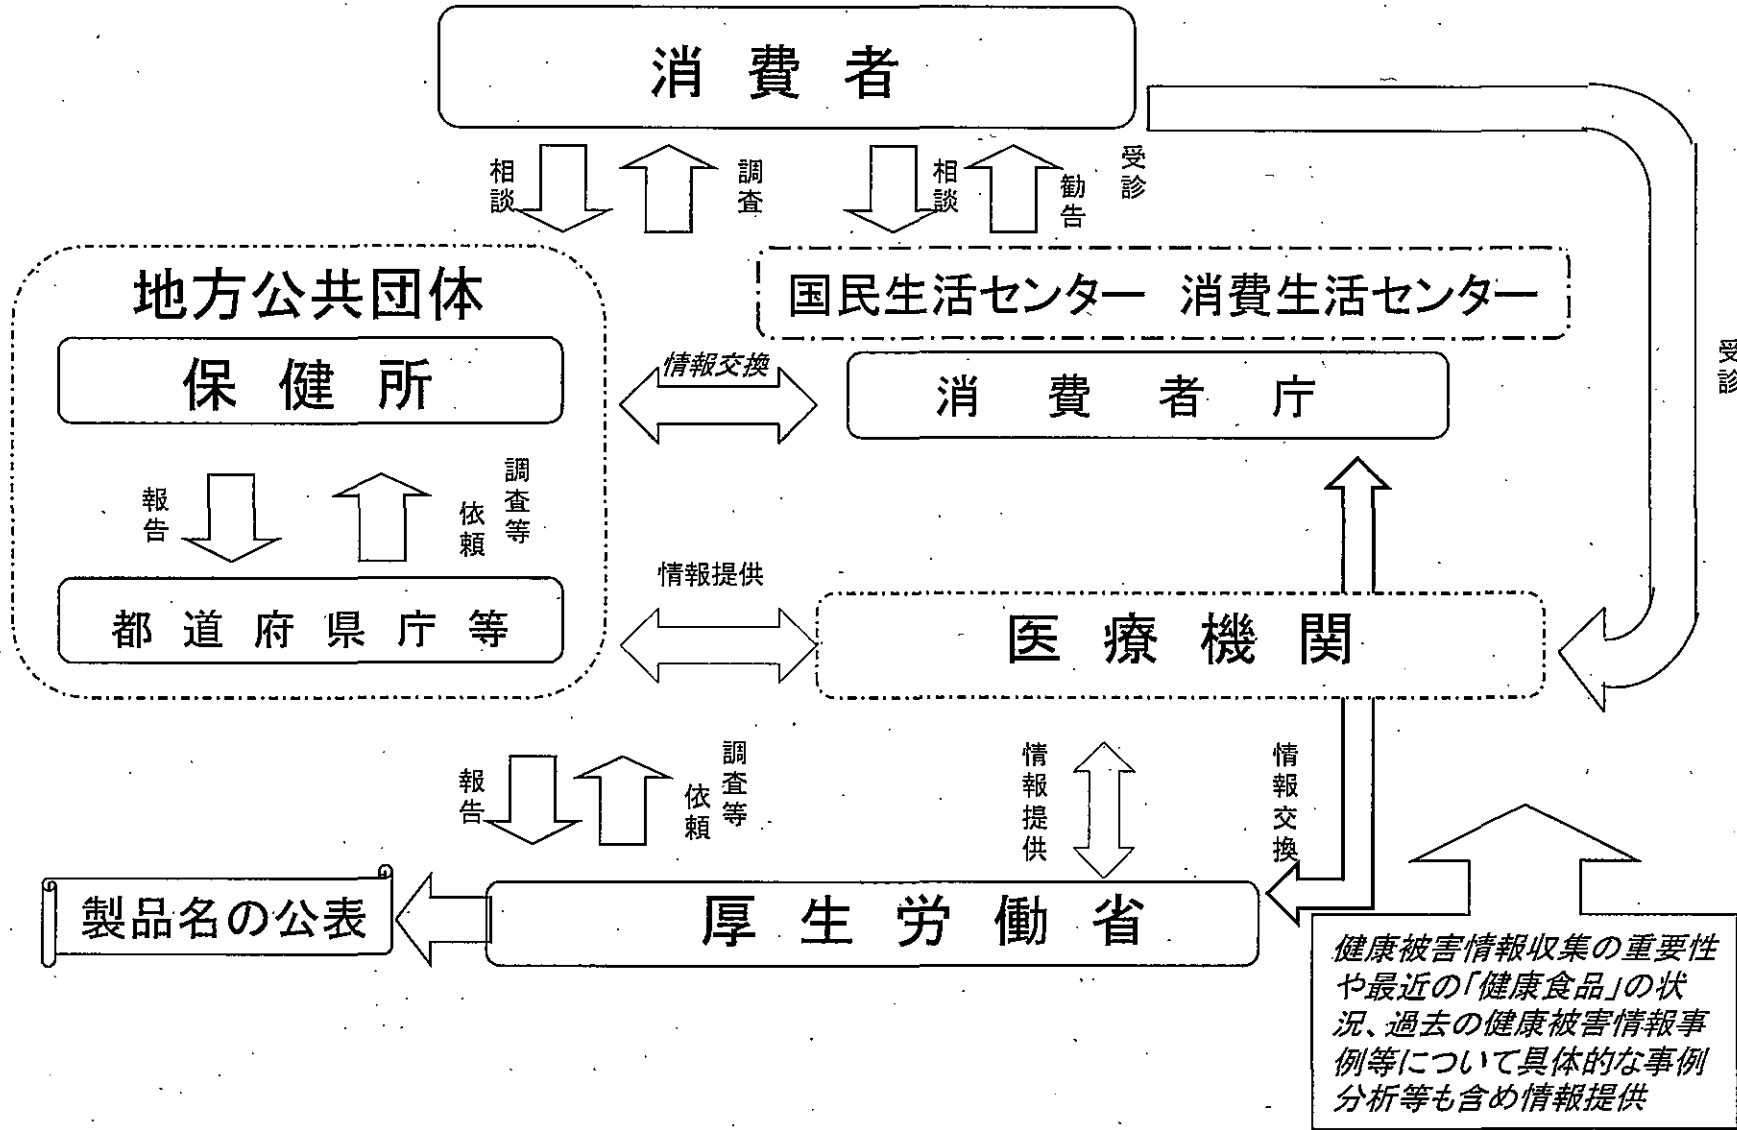 消費者
相談
調査
相談
勧告
受診
地方公共団体
国民生活センター 消費生活センター
保健所
情報交換
消費者庁
受診
報告
調査等
依頼
情報提供
都道府県庁等
医療機関
報告
調査等
依頼
情報提供
情報交換
製品名の公表
厚生労働省
健康被害情報収集の重要性
や最近の「健康食品」の状
況、過去の健康被害情報事
例等について具体的な事例
分析等も含め情報提供